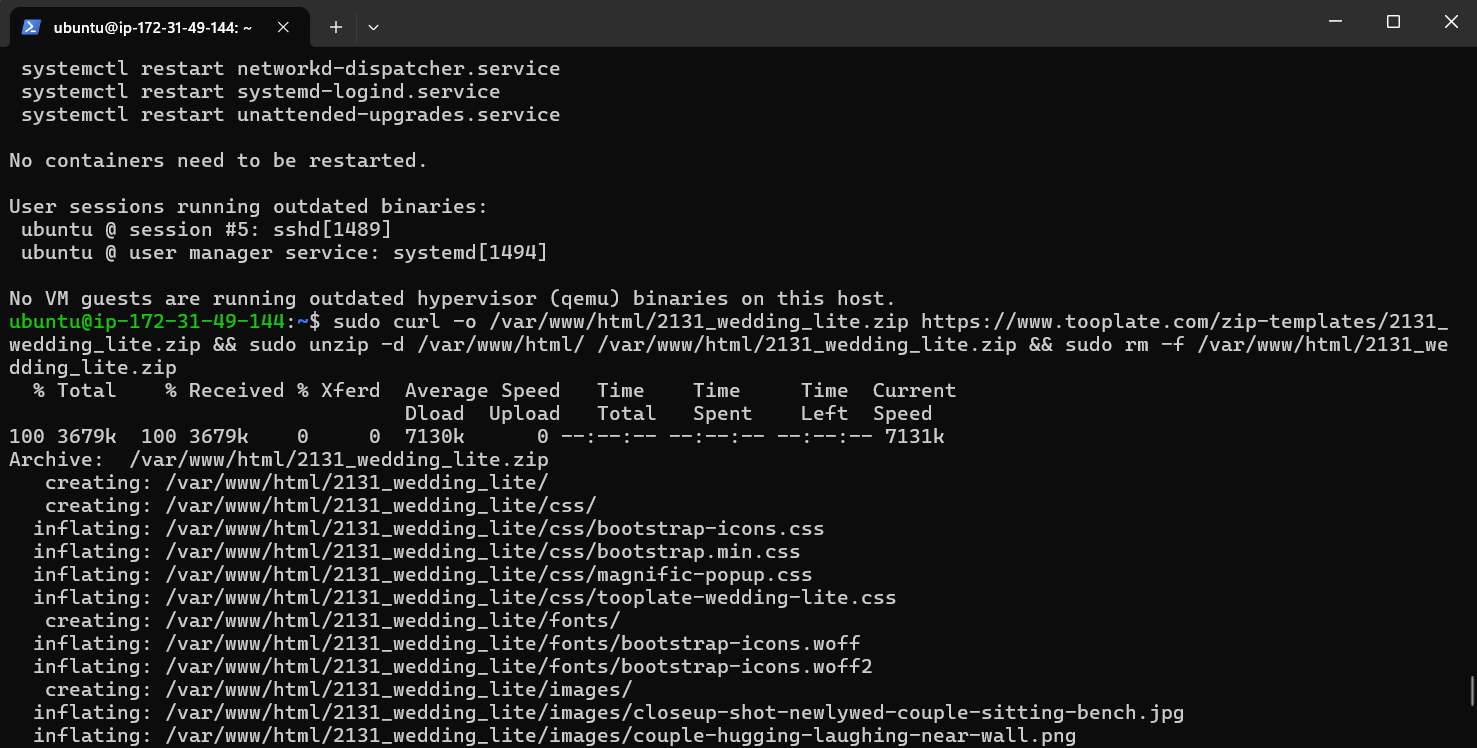 ubuntu@ip-172-31-49-144: ~
systemctl restart networkd-dispatcher.service
systemctl restart systemd-logind.service
systemctl restart unattended-upgrades.service
No containers need to be restarted.
User sessions running outdated binaries:
ubuntu @ session #5: sshd[1489]
ubuntu @ user manager service: systemd[1494]
No VM guests are running outdated hypervisor (qemu) binaries on this host.
ubuntu@ip-172-31-49-144:~$ sudo curl -o /var/www/html/2131_wedding_lite.zip https://www.tooplate.com/zip-templates/2131_
wedding_lite.zip && sudo unzip -d /var/www/html/ /var/www/html/2131_wedding_lite.zip && sudo rm -f /var/www/html/2131_we
dding_lite.zip
% Total    % Received % Xferd  Average Speed   Time    Time     Time  Current
Dload  Upload   Total   Spent    Left  Speed
100 3679k  100 3679k    0     0  7130k      0 --:--:-- --:--:-- --:--:-- 7131k
Archive:  /var/www/html/2131_wedding_lite.zip
creating: /var/www/html/2131_wedding_lite/
creating: /var/www/html/2131_wedding_lite/css/
inflating: /var/www/html/2131_wedding_lite/css/bootstrap-icons.css
inflating: /var/www/html/2131_wedding_lite/css/bootstrap.min.css
inflating: /var/www/html/2131_wedding_lite/css/magnific-popup.css
inflating: /var/www/html/2131_wedding_lite/css/tooplate-wedding-lite.css
creating: /var/www/html/2131_wedding_lite/fonts/
inflating: /var/www/html/2131_wedding_lite/fonts/bootstrap-icons.woff
inflating: /var/www/html/2131_wedding_lite/fonts/bootstrap-icons.woff2
creating: /var/www/html/2131_wedding_lite/images/
inflating: /var/www/html/2131_wedding_lite/images/closeup-shot-newlywed-couple-sitting-bench.jpg
inflating: /var/www/html/2131_wedding_lite/images/couple-hugging-laughing-near-wall.png